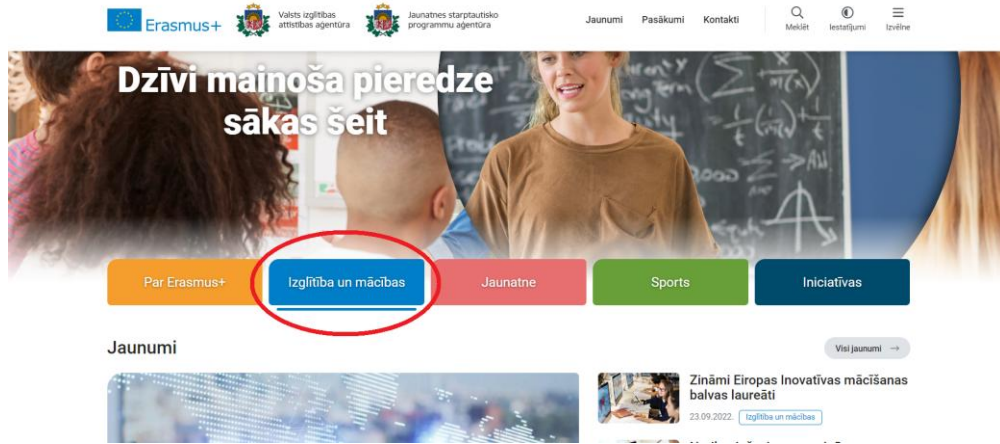 Erasmus+
Valsts izglītības
attīstības aģentūra
Jaunatnes starptautisko
programmu aģentūra
Jaunumi
Pasākumi
Kontakti
Meklēt
Iestatījumi
Izvēlne
Dzīvi mainoša pieredze
sākas šeit
Par Erasmus+
Izglītība un mācības
Jaunatne
Sports
Iniciatīvas
Jaunumi
Visi jaunumi →
Zināmi Eiropas Inovatīvas mācīšanas
balvas laureāti
23.09.2022.
Izglītība un mācības